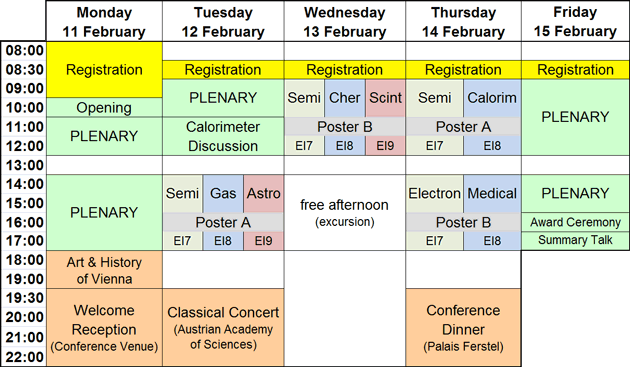 Monday Tuesday Wednesday Thursday Friday
11 February 12 February 13 February 14 February 15 February
08:00
08:30 Registration Registration Registration Registration Registration
09:00 PLENARY Semi Cher Scint Semi Calorim PLENARY
10:00 Opening
11:00 PLENARY Calorimeter Poster B Poster A
12:00 Discussion EI7 EI8 EI9 EI7 EI8
13:00
14:00 PLENARY Semi Gas Astro free afternoon Electron Medical PLENARY
15:00 (excursion)
16:00 Poster A Poster B Award Ceremony
17:00 EI7 EI8 EI9 EI7 EI8 Summary Talk
18:00 Art & History
19:00 of Vienna
19:30 Welcome Classical Concert Conference
20:00 Reception (Austrian Academy Dinner
21:00 (Conference Venue) of Sciences) (Palais Ferstel)
22:00